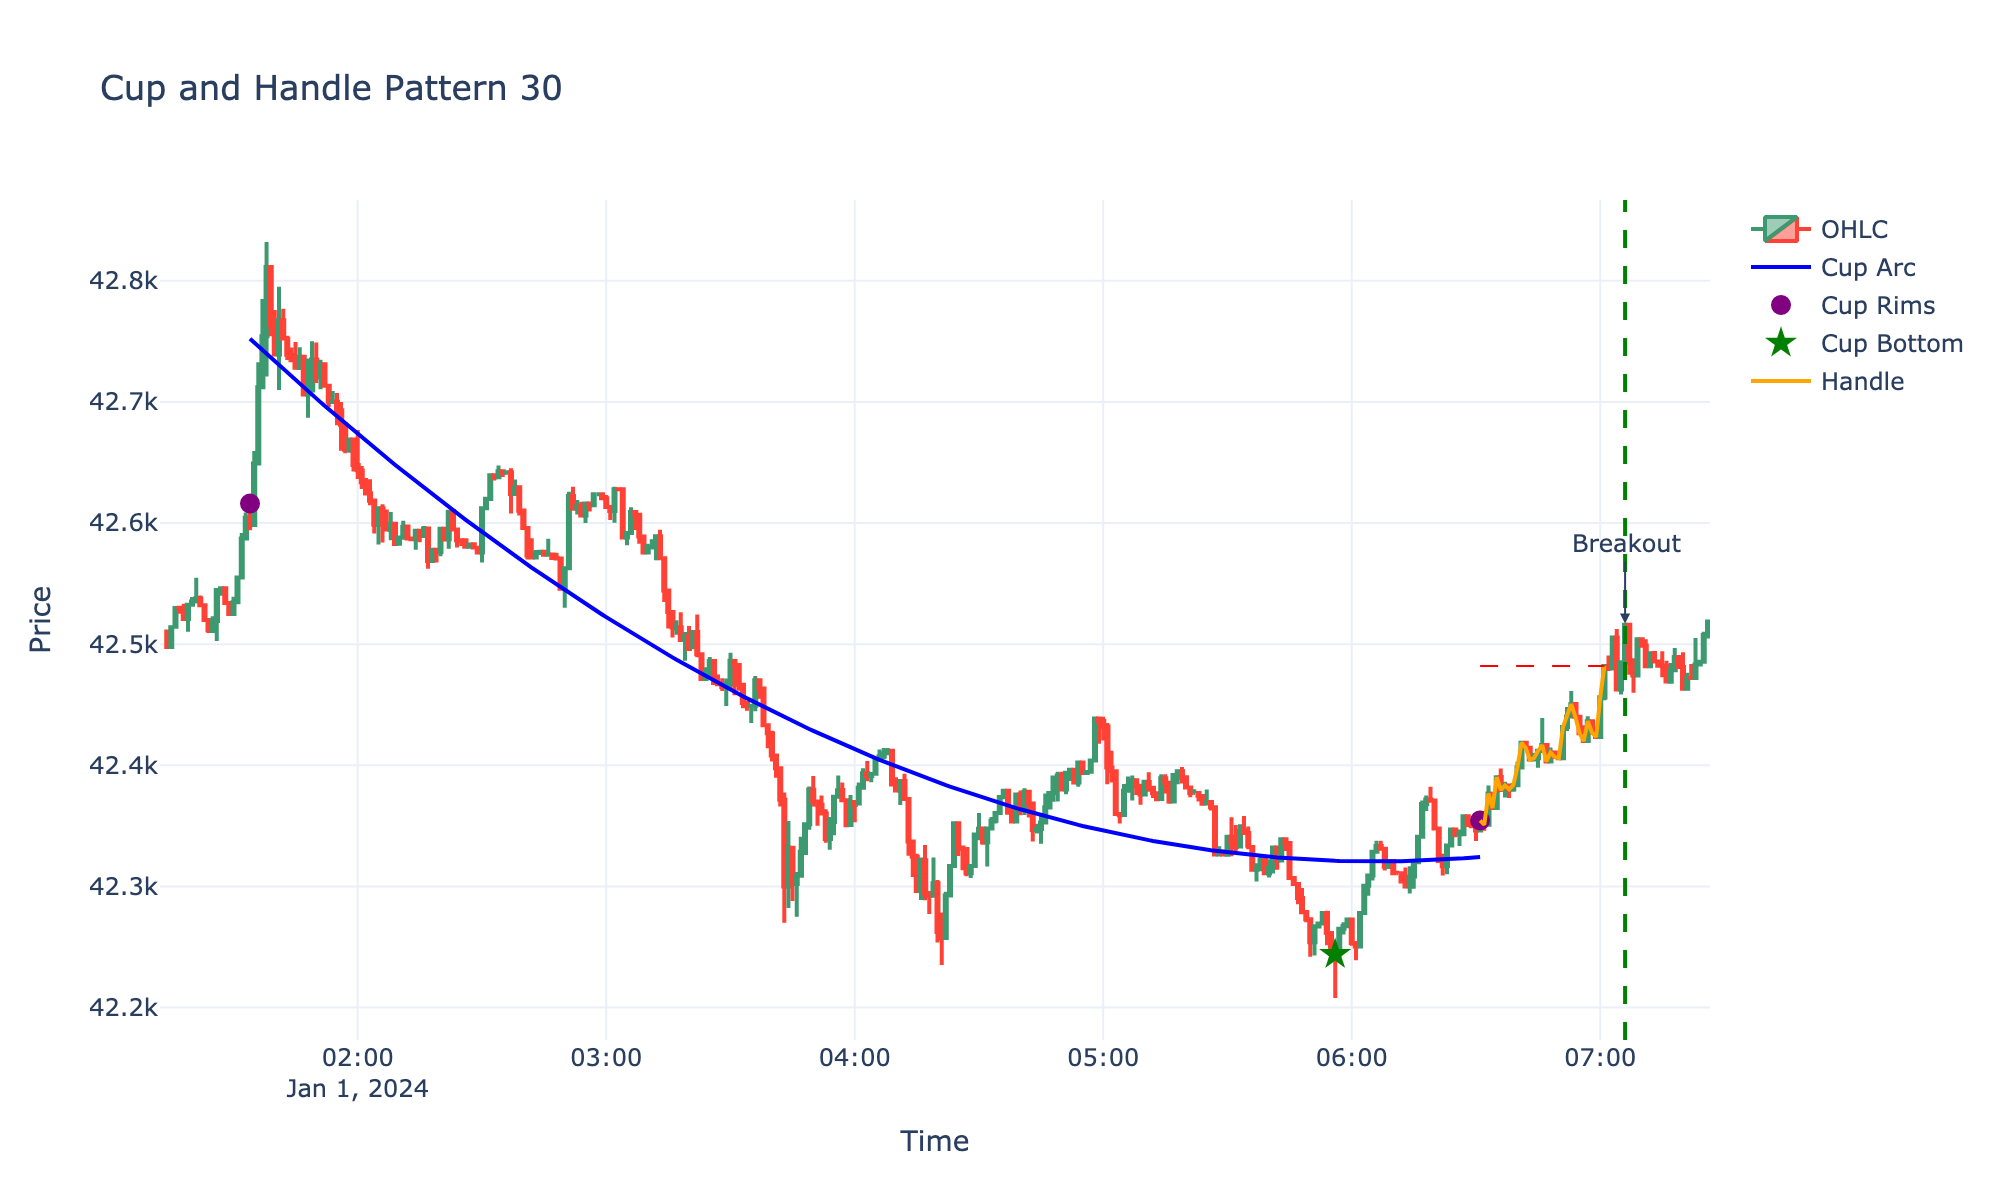 Cup and Handle Pattern 30
OHLC
Cup Arc
Cup Rims
Cup Bottom
Handle
Breakout
Price
42.8k
42.7k
42.6k
42.5k
42.4k
42.3k
42.2k
02:00
03:00
04:00
05:00
06:00
07:00
Jan 1, 2024
Time